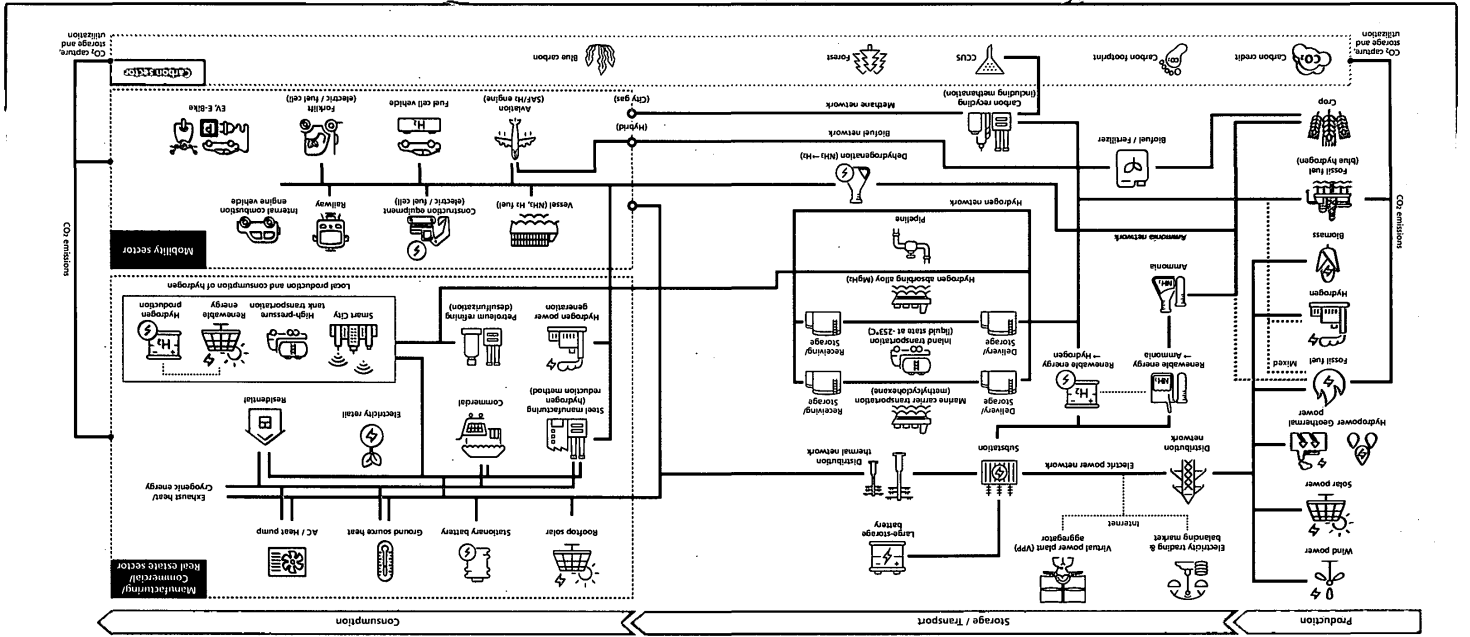 Production
Storage / Transport
Consumption
Wind power
Solar power
Hydropower
Geothermal
power
Fossil fuel
Mixed
Hydrogen
Biomass
Fossil fuel
(blue hydrogen)
Crop
CO₂ emissions
CO₂ capture,
storage and
utilization
Electricity trading &
balancing market
Virtual power plant (VPP)
aggregator
Internet
Large-storage
battery
Distribution
network
Electric power network
Substation
Distribution
thermal network
→ Renewable energy
Ammonia
→ Renewable energy
Hydrogen
Delivery/
Storage
Marine carrier transportation
(methylcyclohexane)
Receiving/
Storage
Delivery/
Storage
Inland transportation
(liquid state at -253°C)
Receiving/
Storage
Hydrogen absorbing alloy (MgH₂)
Ammonia
Pipeline
Ammonia network
Hydrogen network
Dehydrogenation (NH₃→H₂)
Biofuel / Fertilizer
Biofuel network
(Hybrid)
Carbon recycling
(including methanation)
Methane network
(City gas)
Manufacturing/
Commercial/
Real estate sector
Rooftop solar
Stationary battery
Ground source heat
AC / Heat pump
Exhaust heat/
Cryogenic energy
Steel manufacturing
(hydrogen
reduction method)
Commercial
Electricity retail
Residential
Hydrogen power
generation
Petroleum refining
(desulfurization)
Smart City
High-pressure
tank transportation
Renewable
energy
Hydrogen
production
Local production and consumption of hydrogen
Mobility sector
Vessel (NH₃, H₂ fuel)
Construction equipment
(electric / fuel cell)
Railway
Internal combustion
engine vehicle
Aviation
(SAF/H₂ engine)
Fuel cell vehicle
Forklift
(electric / fuel cell)
EV, E-Bike
CO₂ emissions
Carbon credit
Carbon footprint
CCUS
Forest
Blue carbon
Carbon sector
CO₂ capture,
storage and
utilization